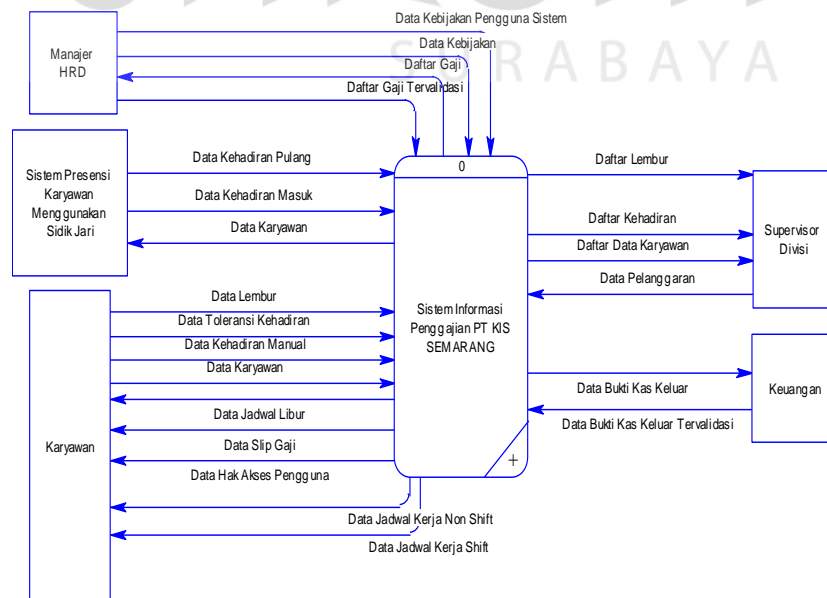 Data Kebijakan Pengguna Sistem
Data Kebijakan
Daftar Gaji
Daftar Gaji Tervalidasi
Manajer
HRD
SURABAYA
Sistem Presensi
Karyawan
Menggunakan
Sidik Jari
Data Kehadiran Pulang
Data Kehadiran Masuk
Data Karyawan
0
Sistem Informasi
Penggajian PT KIS
SEMARANG
+
Daftar Lembur
Daftar Kehadiran
Daftar Data Karyawan
Data Pelanggaran
Supervisor
Divisi
Data Bukti Kas Keluar
Data Bukti Kas Keluar Tervalidasi
Keuangan
Karyawan
Data Lembur
Data Toleransi Kehadiran
Data Kehadiran Manual
Data Karyawan
Data Jadwal Libur
Data Slip Gaji
Data Hak Akses Pengguna
Data Jadwal Kerja Non Shift
Data Jadwal Kerja Shift